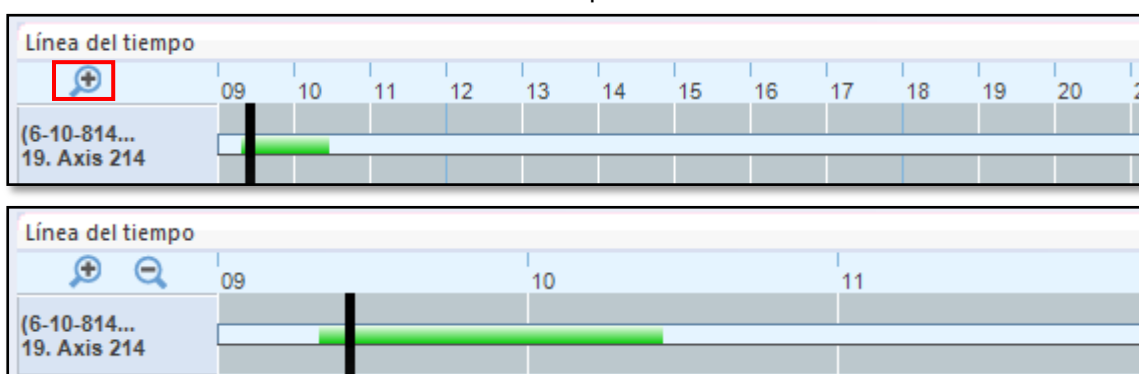 Línea del tiempo
09 10 11 12 13 14 15 16 17 18 19 20
(6-10-814...
19. Axis 214
Línea del tiempo
09 10 11
(6-10-814...
19. Axis 214